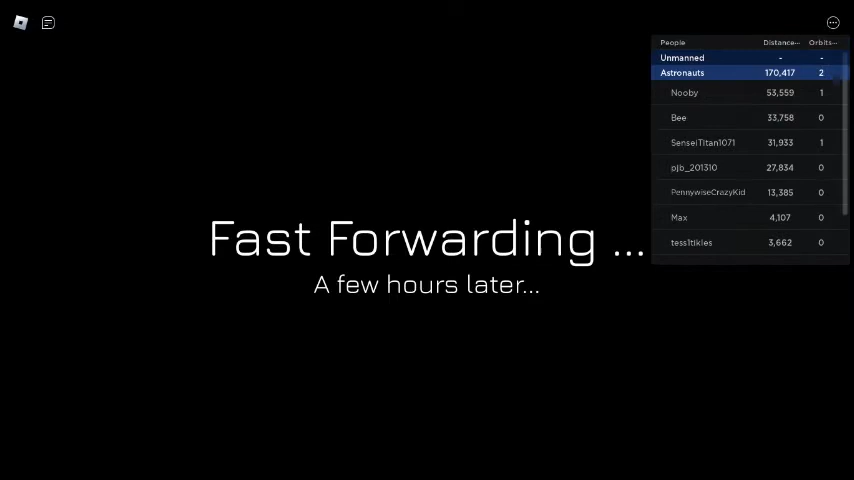 People Distance... Orbits...
Unmanned - -
Astronauts 170,417 2
Nooby 53,559 1
Bee 33,758 0
SenseiTitan1071 31,933 1
pjb_201310 27,834 0
PennywiseCrazyKid 13,385 0
Max 4,107 0
tess1tikles 3,662 0
Fast Forwarding ...
A few hours later...